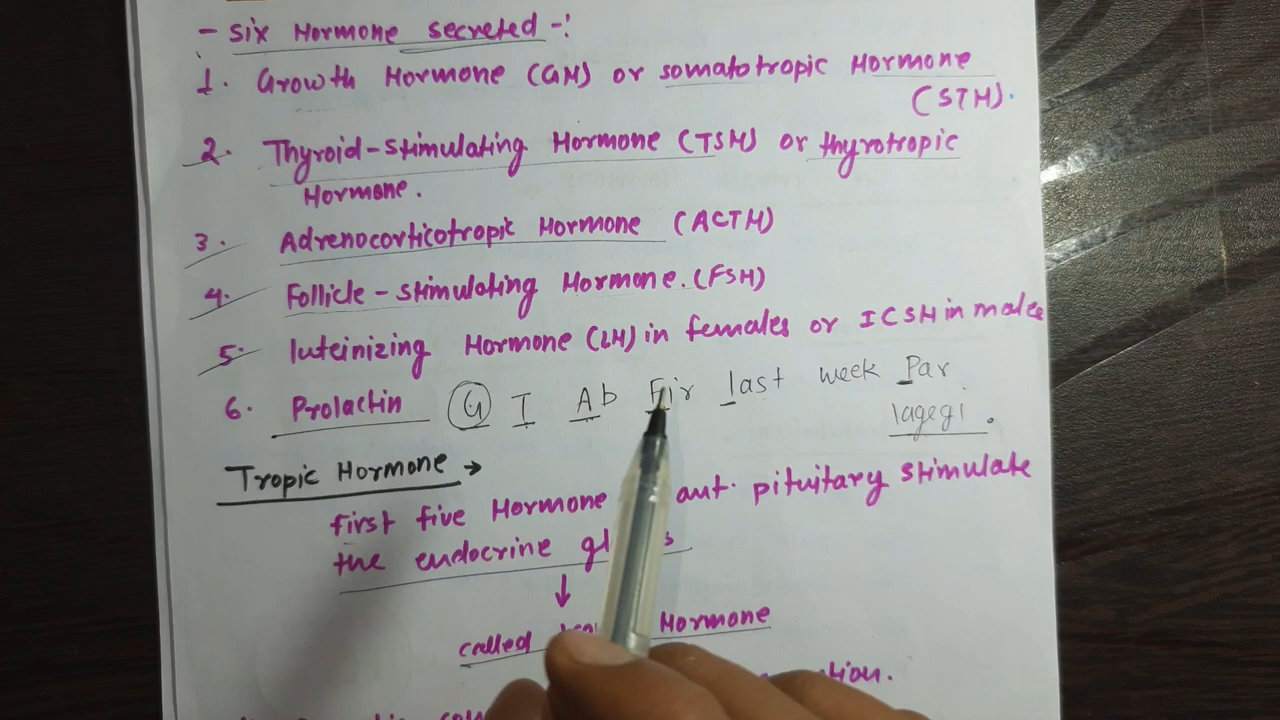 - Six Hormone secreted -:
1. Growth Hormone (GH) or somatotropic Hormone
(STH).
2. Thyroid-stimulating Hormone (TSH) or thyrotropic
Hormone.
3. Adrenocorticotropic Hormone (ACTH)
4. Follicle-stimulating Hormone. (FSH)
5. luteinizing Hormone (LH) in females or ICSH in males
6. Prolactin G I Ab Fir last week Par
lagegi.
Tropic Hormone →
first five Hormone ant. pituitary stimulate
the endocrine
↓
called Hormone